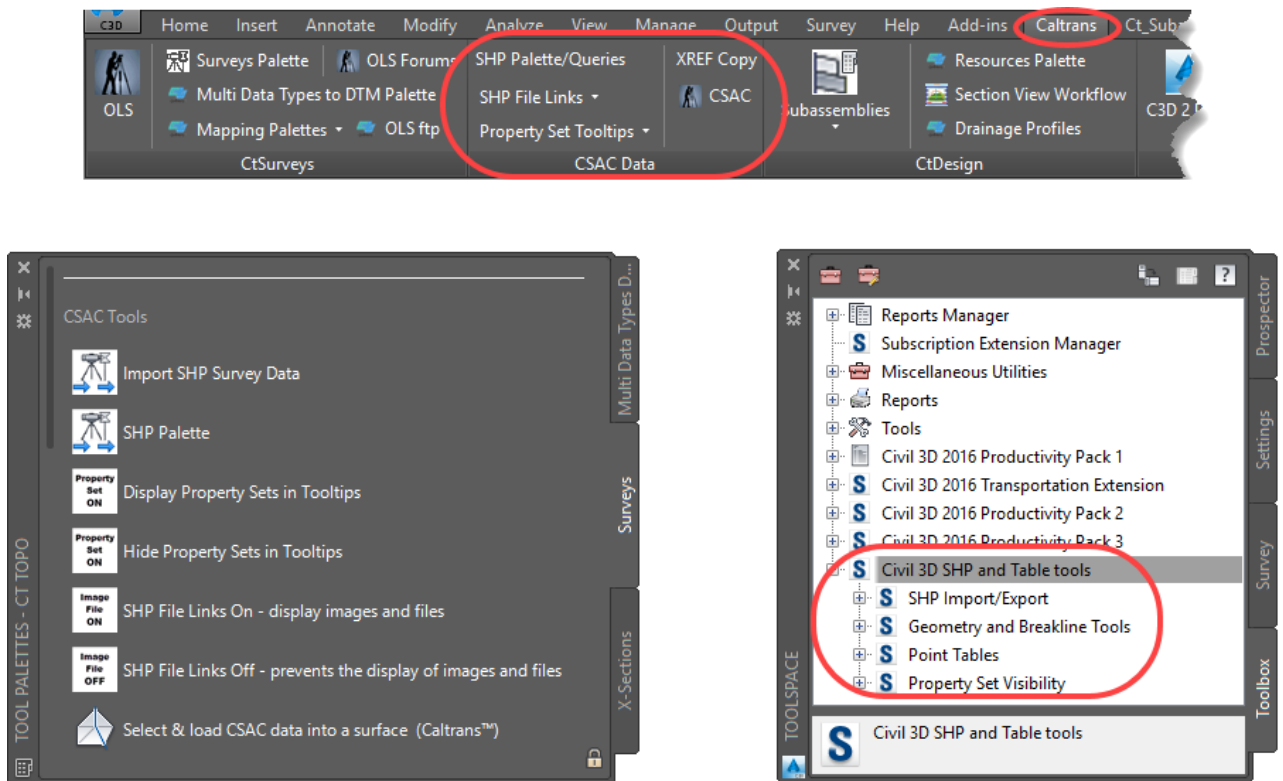 C3D Home Insert Annotate Modify Analyze View Manage Output Survey Help Add-ins Caltrans
OLS
Surveys Palette OLS Forums
Multi Data Types to DTM Palette
Mapping Palettes OLS ftp
CtSurveys
SHP Palette/Queries XREF Copy
SHP File Links CSAC
Property Set Tooltips
CSAC Data
Subassemblies
Resources Palette
Section View Workflow
Drainage Profiles
CtDesign
C3D 2
CSAC Tools
Import SHP Survey Data
SHP Palette
Property
Set
ON
Display Property Sets in Tooltips
Property
Set
ON
Hide Property Sets in Tooltips
Image
File
ON
SHP File Links On - display images and files
Image
File
OFF
SHP File Links Off - prevents the display of images and files
Select & load CSAC data into a surface (Caltrans™)
TOOL PALETTES - CT TOPO
Multi Data Types D...
Surveys
X-Sections
?
Reports Manager
S Subscription Extension Manager
Miscellaneous Utilities
Reports
Tools
Civil 3D 2016 Productivity Pack 1
S Civil 3D 2016 Transportation Extension
S Civil 3D 2016 Productivity Pack 2
S Civil 3D 2016 Productivity Pack 3
S Civil 3D SHP and Table tools
S SHP Import/Export
S Geometry and Breakline Tools
S Point Tables
S Property Set Visibility
S Civil 3D SHP and Table tools
TOOLSPACE
Prospector
Settings
Survey
Toolbox